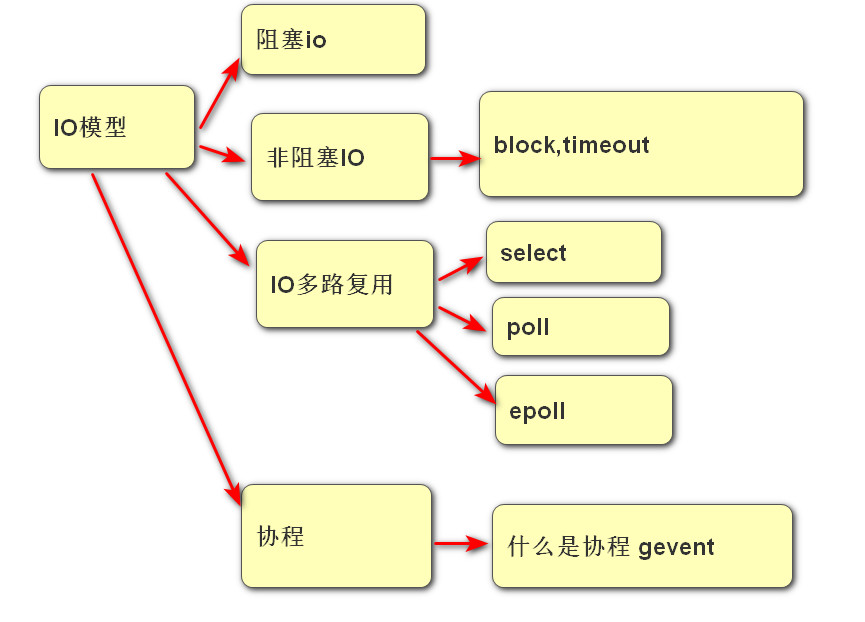 阻塞io
IO模型
非阻塞IO
block,timeout
IO多路复用
select
poll
epoll
协程
什么是协程 gevent